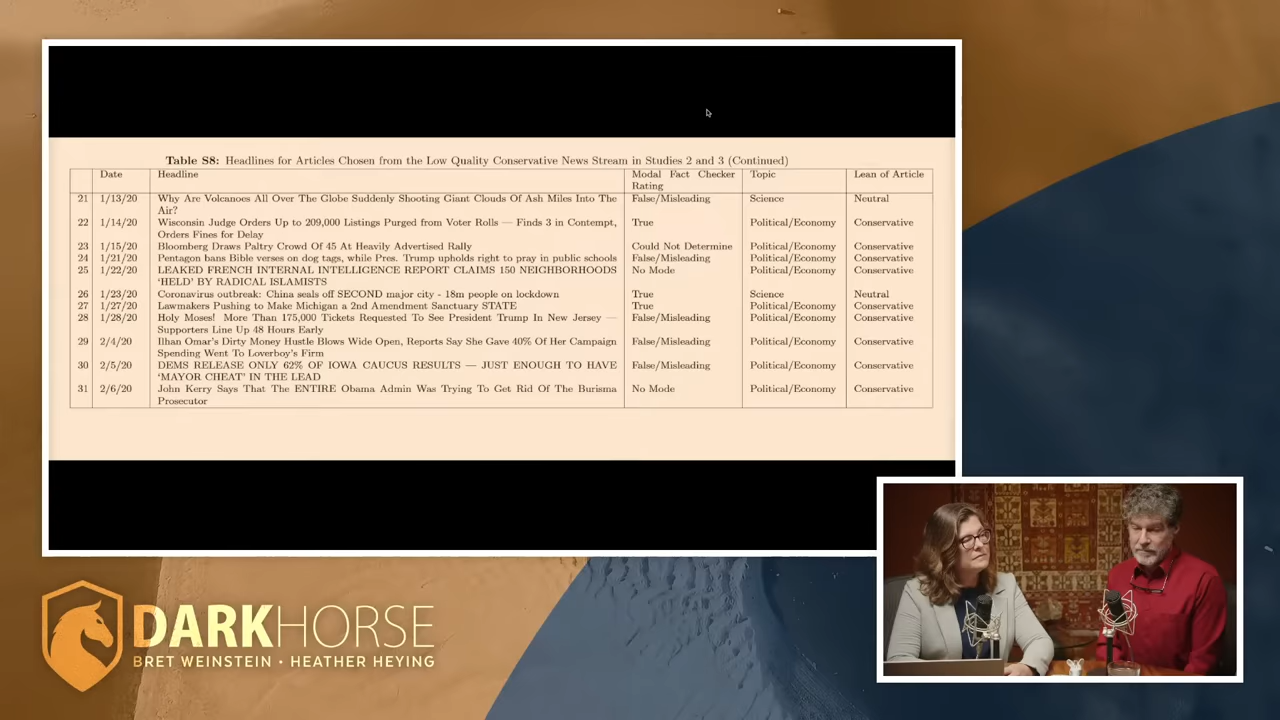 Table S8: Headlines for Articles Chosen from the Low Quality Conservative News Stream in Studies 2 and 3 (Continued)
Date Headline Modal Fact Checker Rating Topic Lean of Article
21 1/13/20 Why Are Volcanoes All Over The Globe Suddenly Shooting Giant Clouds Of Ash Miles Into The False/Misleading Science Neutral
Air?
22 1/14/20 Wisconsin Judge Orders Up to 209,000 Listings Purged from Voter Rolls — Finds 3 in Contempt, True Political/Economy Conservative
Orders Fines for Delay
23 1/15/20 Bloomberg Draws Paltry Crowd Of 45 At Heavily Advertised Rally Could Not Determine Political/Economy Conservative
24 1/21/20 Pentagon bans Bible verses on dog tags, while Pres. Trump upholds right to pray in public schools False/Misleading Political/Economy Conservative
25 1/22/20 LEAKED FRENCH INTERNAL INTELLIGENCE REPORT CLAIMS 150 NEIGHBORHOODS No Mode Political/Economy Conservative
‘HELD’ BY RADICAL ISLAMISTS
26 1/23/20 Coronavirus outbreak: China seals off SECOND major city - 18m people on lockdown True Science Neutral
27 1/27/20 Lawmakers Pushing to Make Michigan a 2nd Amendment Sanctuary STATE True Political/Economy Conservative
28 1/28/20 Holy Moses! More Than 175,000 Tickets Requested To See President Trump In New Jersey — False/Misleading Political/Economy Conservative
Supporters Line Up 48 Hours Early
29 2/4/20 Ilhan Omar’s Dirty Money Hustle Blows Wide Open, Reports Say She Gave 40% Of Her Campaign False/Misleading Political/Economy Conservative
Spending Went To Loverboy’s Firm
30 2/5/20 DEMS RELEASE ONLY 62% OF IOWA CAUCUS RESULTS — JUST ENOUGH TO HAVE False/Misleading Political/Economy Conservative
‘MAYOR CHEAT’ IN THE LEAD
31 2/6/20 John Kerry Says That The ENTIRE Obama Admin Was Trying To Get Rid Of The Burisma No Mode Political/Economy Conservative
Prosecutor
DARKHORSE
BRET WEINSTEIN · HEATHER HEYING